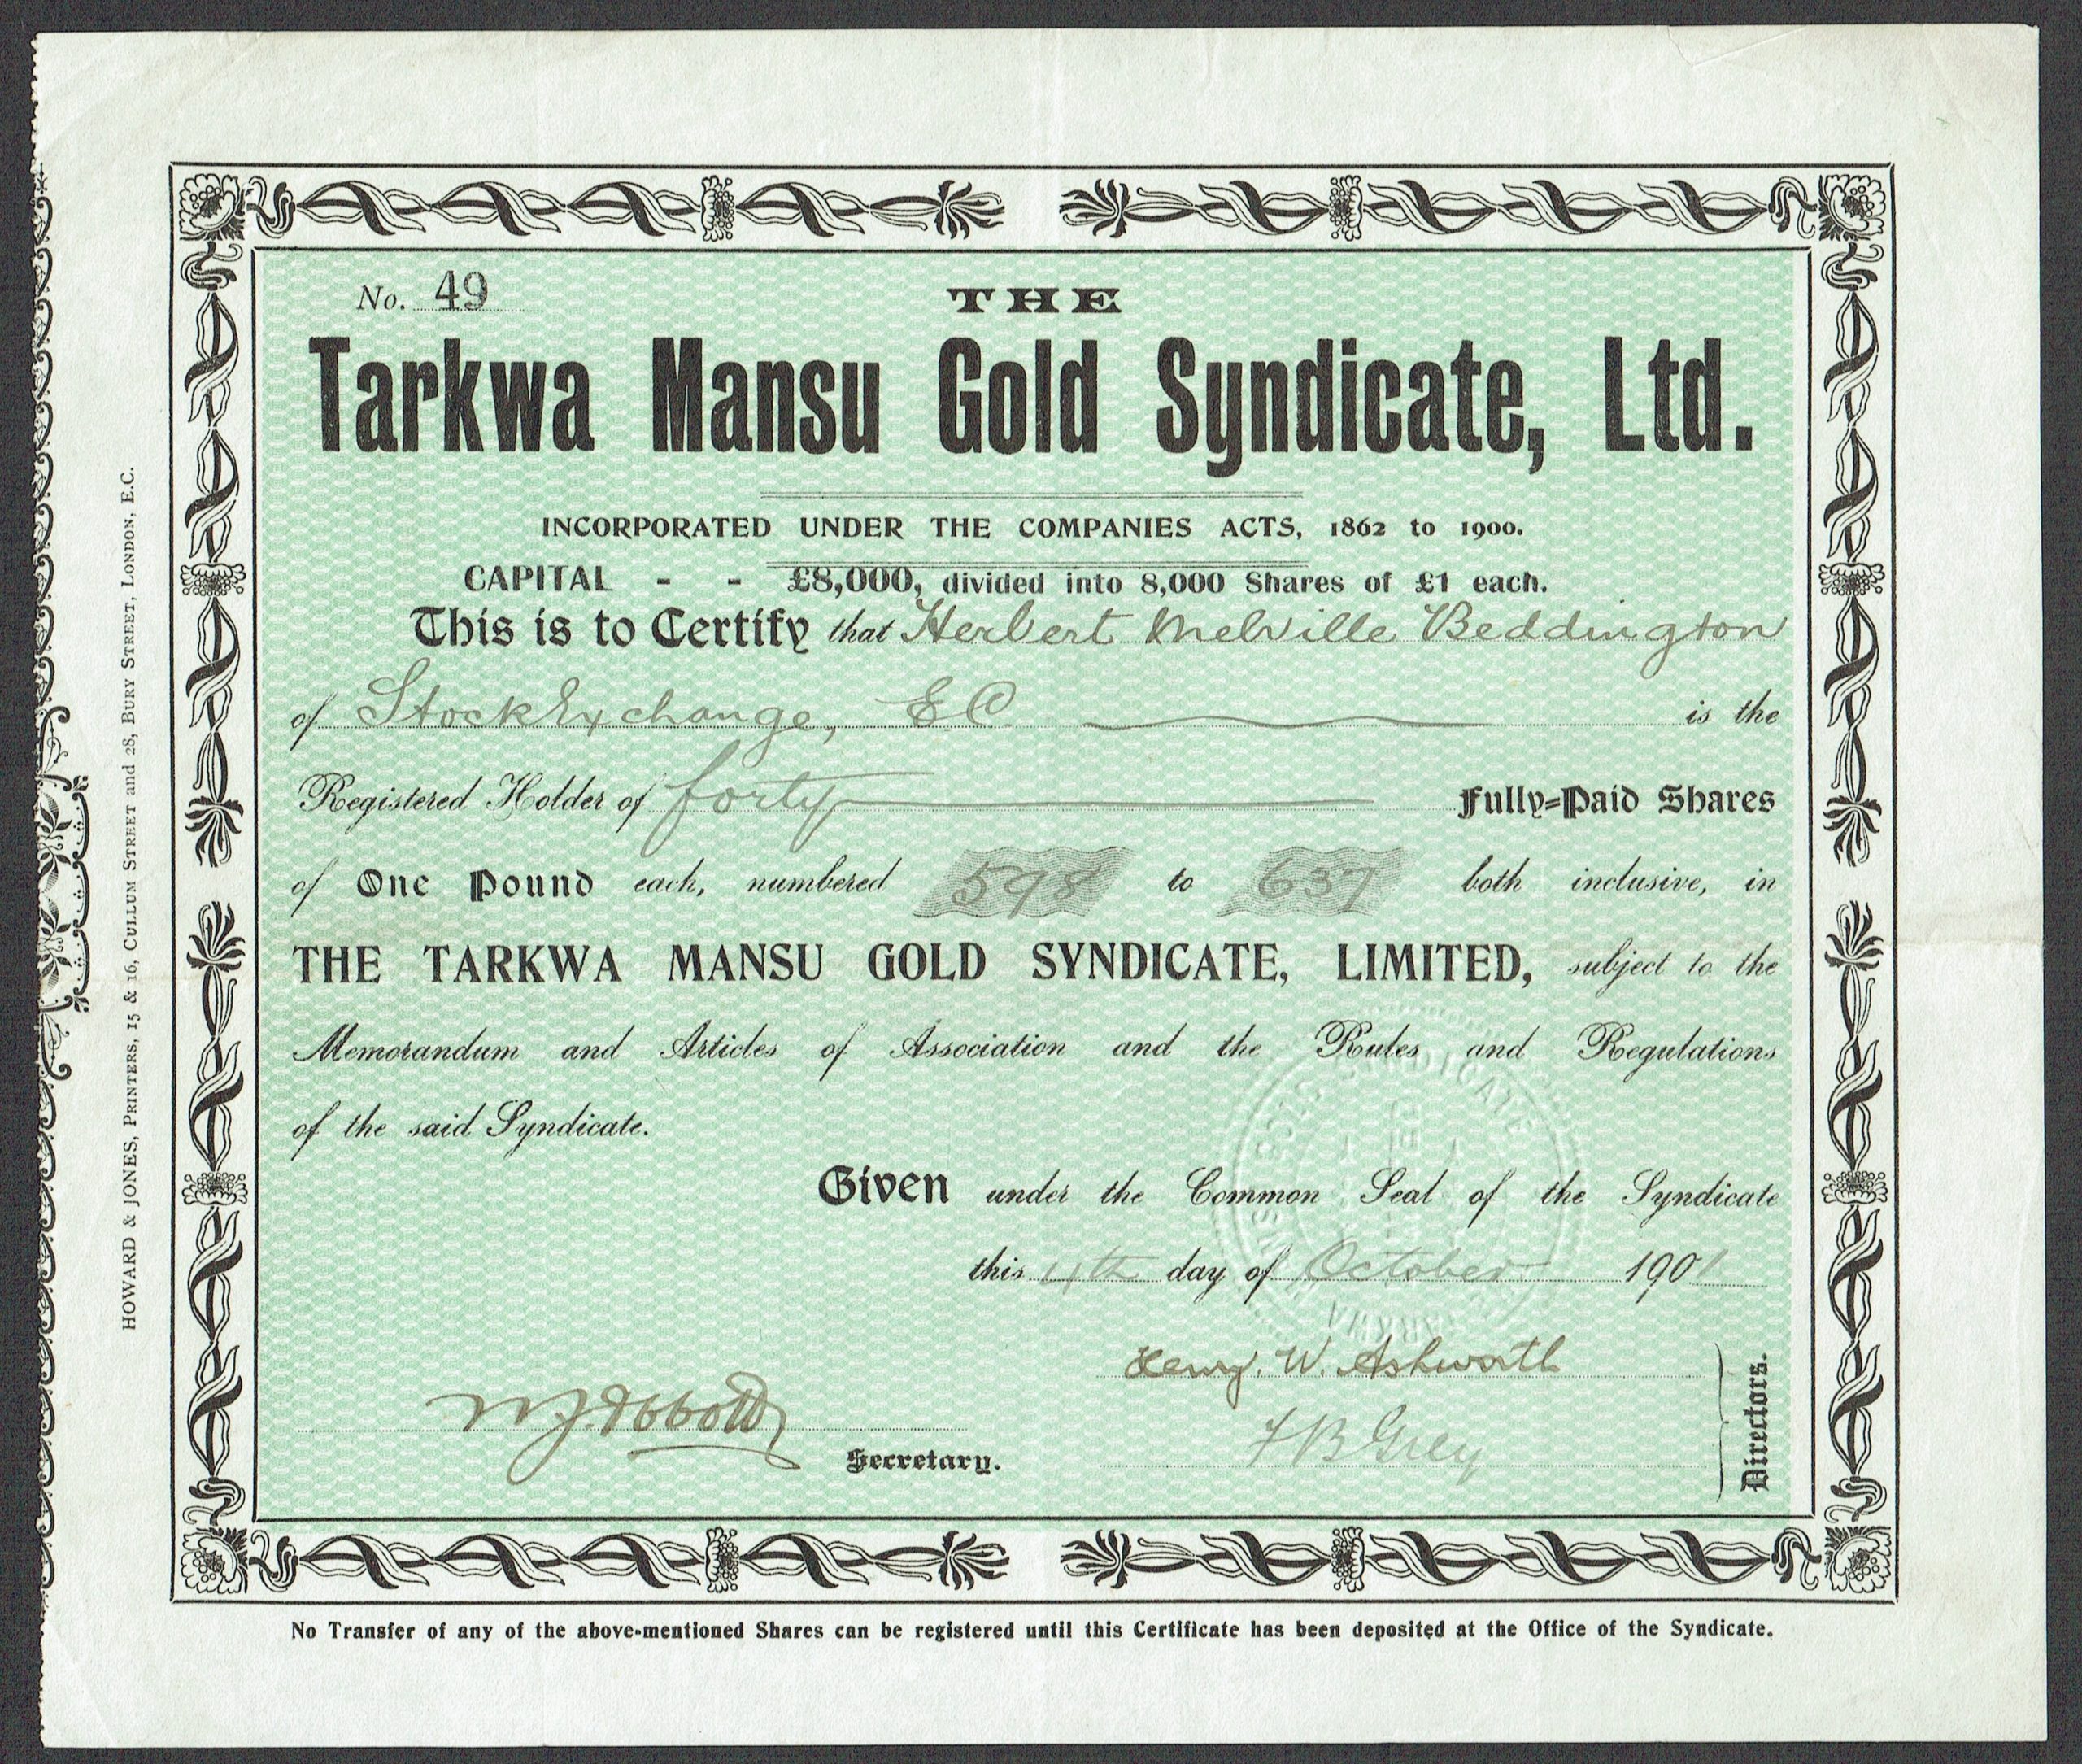 No. 49
THE
Tarkwa Mansu Gold Syndicate, Ltd.
INCORPORATED UNDER THE COMPANIES ACTS, 1862 to 1900.
CAPITAL - - £8,000, divided into 8,000 Shares of £1 each.
This is to Certify that Herbert Melville Beddington
of Stock Exchange, E C is the
Registered Holder of forty Fully=Paid Shares
of One Pound each, numbered 598 to 637 both inclusive, in
THE TARKWA MANSU GOLD SYNDICATE, LIMITED, subject to the
Memorandum and Articles of Association and the Rules and Regulations
of the said Syndicate.
Given under the Common Seal of the Syndicate
this day of October 1901
Henry. W. Ashworth
F B Grey
Directors.
Secretary.
No Transfer of any of the above-mentioned Shares can be registered until this Certificate has been deposited at the Office of the Syndicate.
HOWARD & JONES, PRINTERS, 15 & 16, CULLUM STREET and 28, BURY STREET, LONDON, E.C.